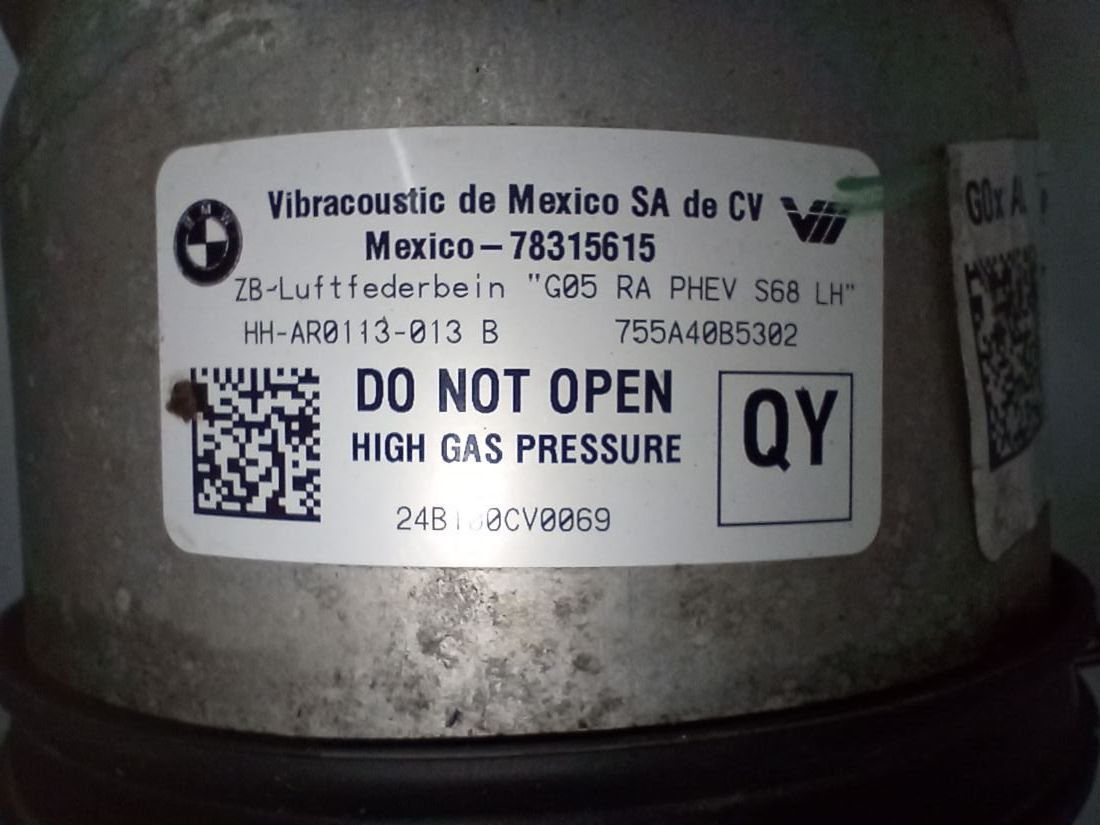 BMW
Vibracoustic de Mexico SA de CV
Mexico-78315615
ZB-Luftfederbein "G05 RA PHEV S68 LH"
HH-AR0113-013 B 755A40B5302
DO NOT OPEN
HIGH GAS PRESSURE
QY
G0x